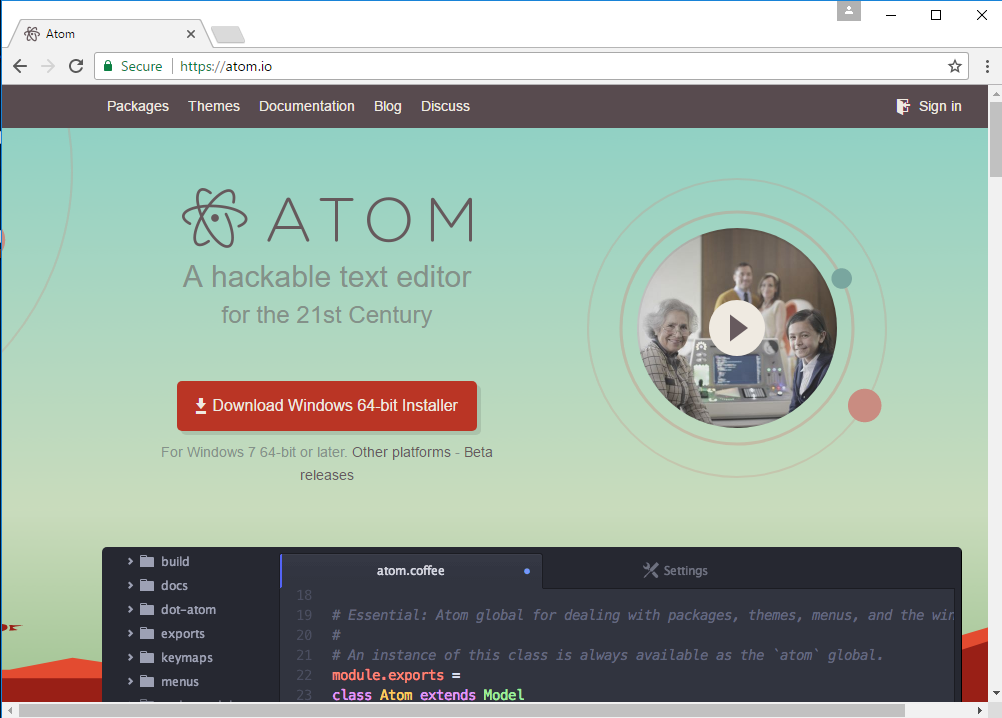 Atom
Secure
https://atom.io
Packages Themes Documentation Blog Discuss Sign in
ATOM
A hackable text editor
for the 21st Century
Download Windows 64-bit Installer
For Windows 7 64-bit or later. Other platforms - Beta
releases
build
docs
dot-atom
exports
keymaps
menus
atom.coffee
Settings
18
19 # Essential: Atom global for dealing with packages, themes, menus, and the win
20 #
21 # An instance of this class is always available as the `atom` global.
22 module.exports =
23 class Atom extends Model